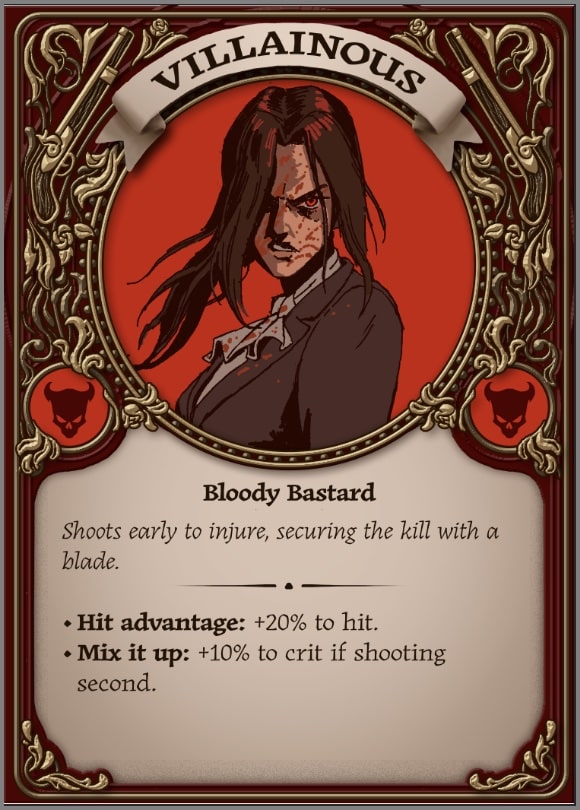 VILLAINOUS
Bloody Bastard
Shoots early to injure, securing the kill with a
blade.
• Hit advantage: +20% to hit.
• Mix it up: +10% to crit if shooting
second.